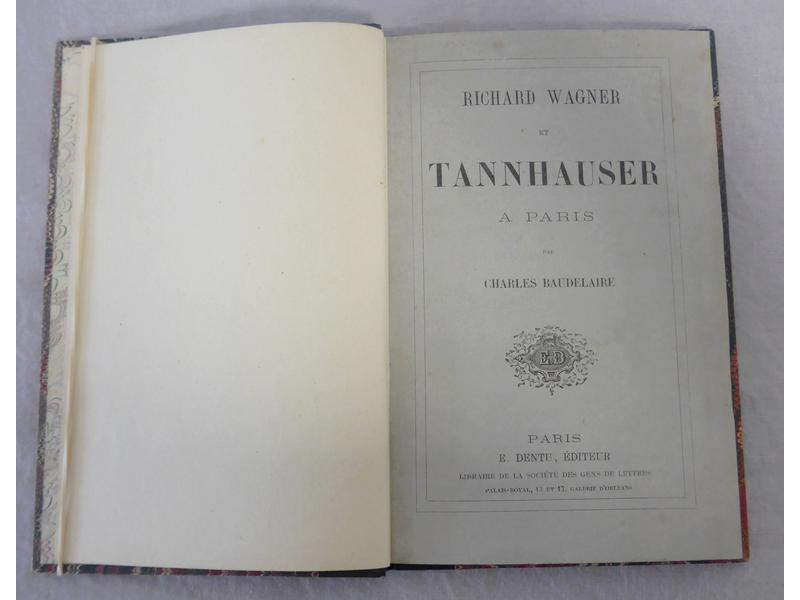 RICHARD WAGNER
ET
TANNHAUSER
A PARIS
PAR
CHARLES BAUDELAIRE
PARIS
E. DENTU, ÉDITEUR
LIBRAIRE DE LA SOCIÉTÉ DES GENS DE LETTRES
PALAIS-ROYAL, 13 ET 17, GALERIE D'ORLÉANS